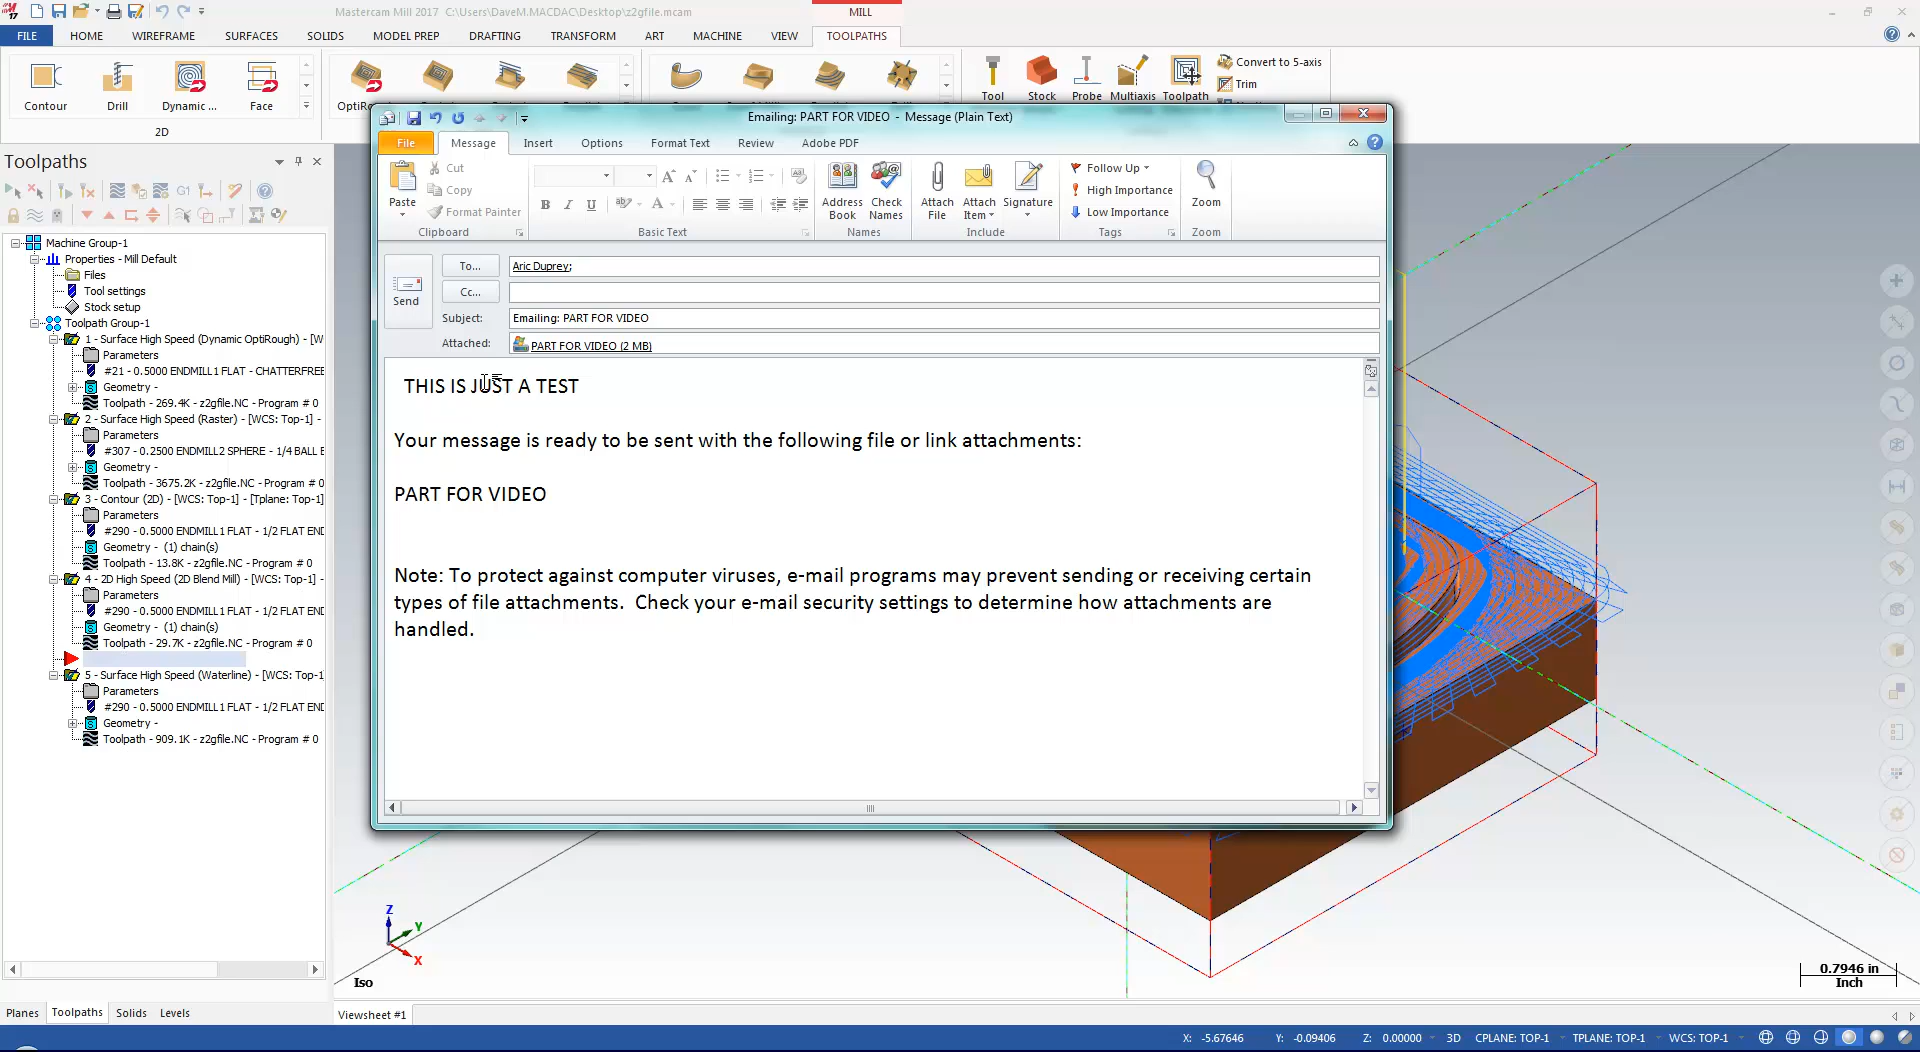 Mastercam Mill 2017 C:\Users\DaveM.MACDAC\Desktop\z2gfile.mcam
MILL
FILE HOME WIREFRAME SURFACES SOLIDS MODEL PREP DRAFTING TRANSFORM ART MACHINE VIEW TOOLPATHS
Contour Drill Dynamic ... Face
2D
Tool Stock Probe Multiaxis Toolpath
Convert to 5-axis
Trim
Emailing: PART FOR VIDEO - Message (Plain Text)
File Message Insert Options Format Text Review Adobe PDF
Paste
Cut
Copy
Format Painter
Clipboard
B I U
Basic Text
Address Book
Check Names
Names
Attach File
Attach Item
Signature
Include
Follow Up
High Importance
Low Importance
Tags
Zoom
Zoom
Send
To... Aric Duprey;
Cc...
Subject: Emailing: PART FOR VIDEO
Attached: PART FOR VIDEO (2 MB)
THIS IS JUST A TEST
Your message is ready to be sent with the following file or link attachments:
PART FOR VIDEO
Note: To protect against computer viruses, e-mail programs may prevent sending or receiving certain
types of file attachments. Check your e-mail security settings to determine how attachments are
handled.
Toolpaths
G1
Machine Group-1
Properties - Mill Default
Files
Tool settings
Stock setup
Toolpath Group-1
1 - Surface High Speed (Dynamic OptiRough) - [W
Parameters
#21 - 0.5000 ENDMILL1 FLAT - CHATTERFREE
Geometry -
Toolpath - 269.4K - z2gfile.NC - Program # 0
2 - Surface High Speed (Raster) - [WCS: Top-1]
Parameters
#307 - 0.2500 ENDMILL2 SPHERE - 1/4 BALL E
Geometry -
Toolpath - 3675.2K - z2gfile.NC - Program # 0
3 - Contour (2D) - [WCS: Top-1] - [Tplane: Top-1]
Parameters
#290 - 0.5000 ENDMILL1 FLAT - 1/2 FLAT END
Geometry - (1) chain(s)
Toolpath - 13.8K - z2gfile.NC - Program # 0
4 - 2D High Speed (2D Blend Mill) - [WCS: Top-1] -
Parameters
#290 - 0.5000 ENDMILL1 FLAT - 1/2 FLAT END
Geometry - (1) chain(s)
Toolpath - 29.7K - z2gfile.NC - Program # 0
5 - Surface High Speed (Waterline) - [WCS: Top-1]
Parameters
#290 - 0.5000 ENDMILL1 FLAT - 1/2 FLAT END
Geometry -
Toolpath - 909.1K - z2gfile.NC - Program # 0
Z
Y
X
Iso
0.7946 in
Inch
Planes Toolpaths Solids Levels
Viewsheet #1
X: -5.67646 Y: -0.09406 Z: 0.00000 3D CPLANE: TOP-1 TPLANE: TOP-1 WCS: TOP-1